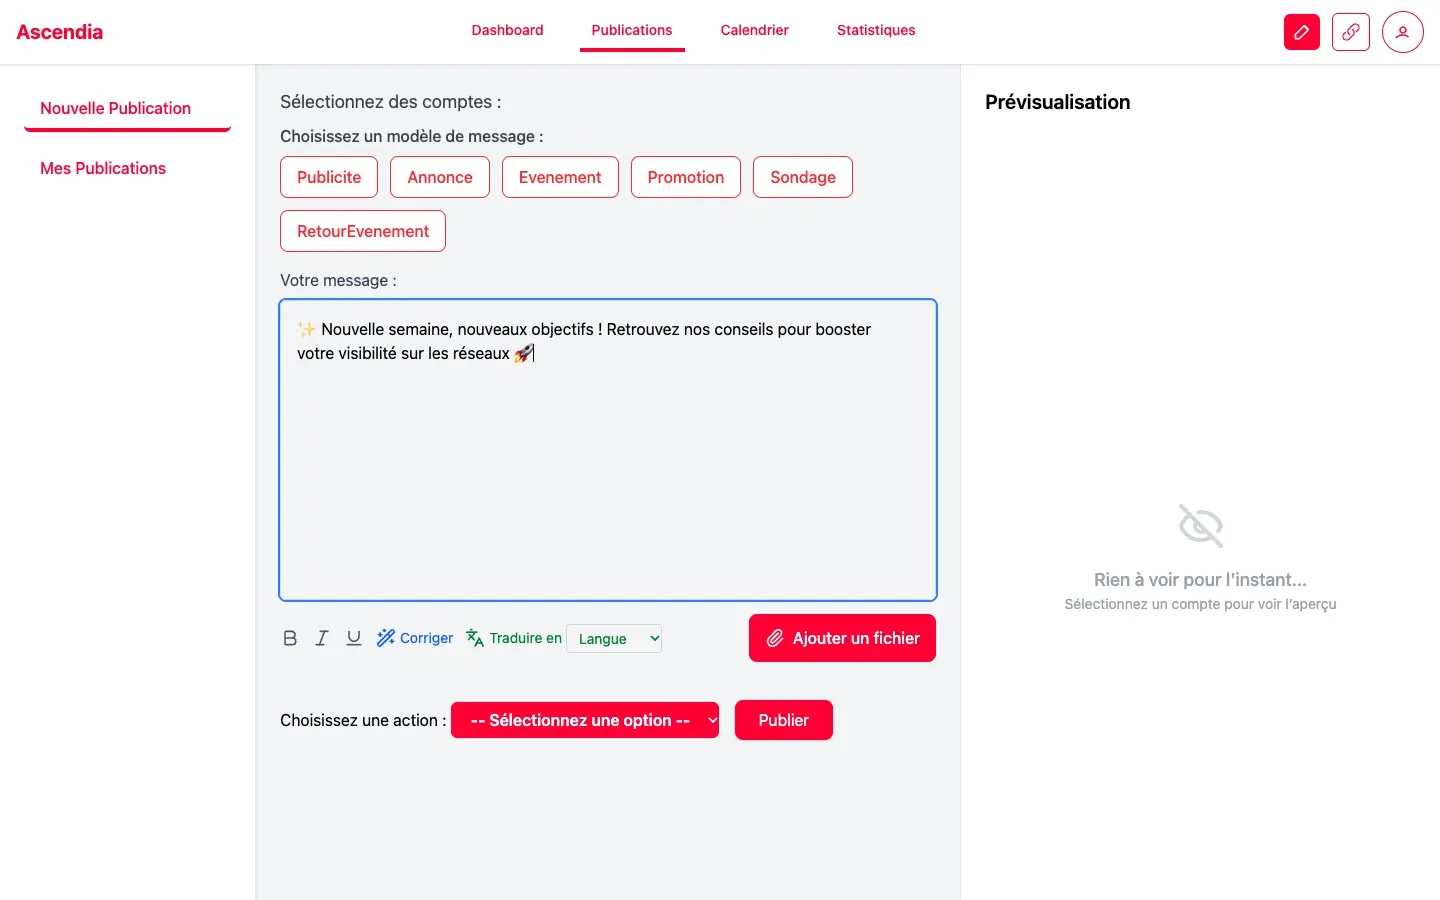 Ascendia
Dashboard
Publications
Calendrier
Statistiques
Nouvelle Publication
Mes Publications
Sélectionnez des comptes :
Choisissez un modèle de message :
Publicite
Annonce
Evenement
Promotion
Sondage
RetourEvenement
Votre message :
✨ Nouvelle semaine, nouveaux objectifs ! Retrouvez nos conseils pour booster
votre visibilité sur les réseaux 🚀
Corriger
Traduire en
Langue
Ajouter un fichier
Choisissez une action :
-- Sélectionnez une option --
Publier
Prévisualisation
Rien à voir pour l'instant...
Sélectionnez un compte pour voir l’aperçu